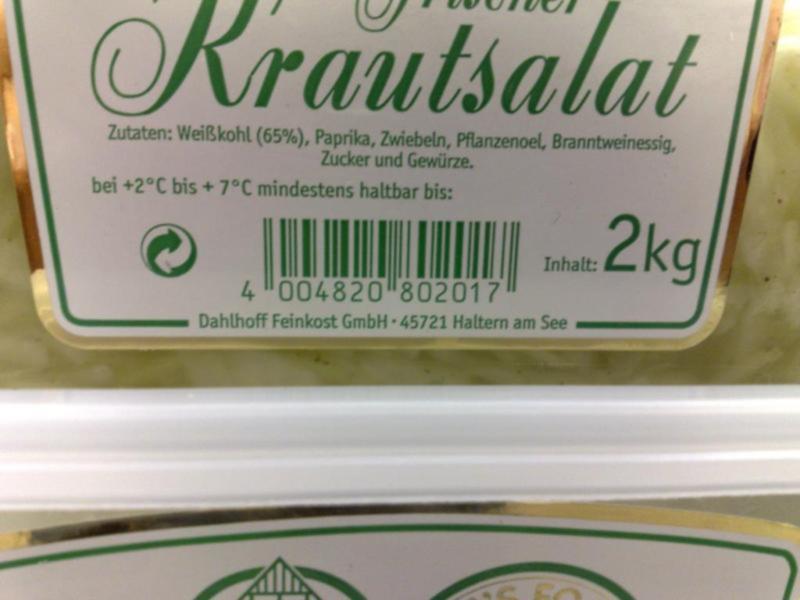 frischer
Krautsalat
Zutaten: Weißkohl (65%), Paprika, Zwiebeln, Pflanzenoel, Branntweinessig,
Zucker und Gewürze.
bei +2°C bis + 7°C mindestens haltbar bis:
Inhalt: 2kg
4 004820 802017
Dahlhoff Feinkost GmbH · 45721 Haltern am See